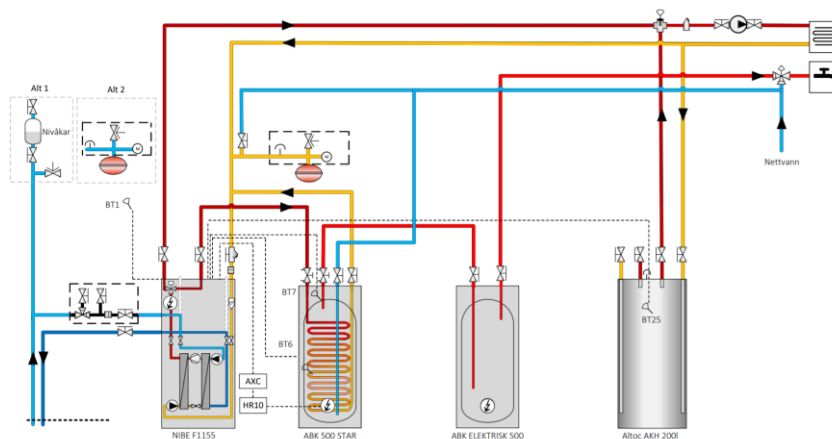 Alt 1
Alt 2
Nivåkar
M
M
Nettvann
BT1
BT7
BT25
BT6
AXC
HR10
NIBE F1155
ABK 500 STAR
ABK ELEKTRISK 500
Altoc AKH 200l